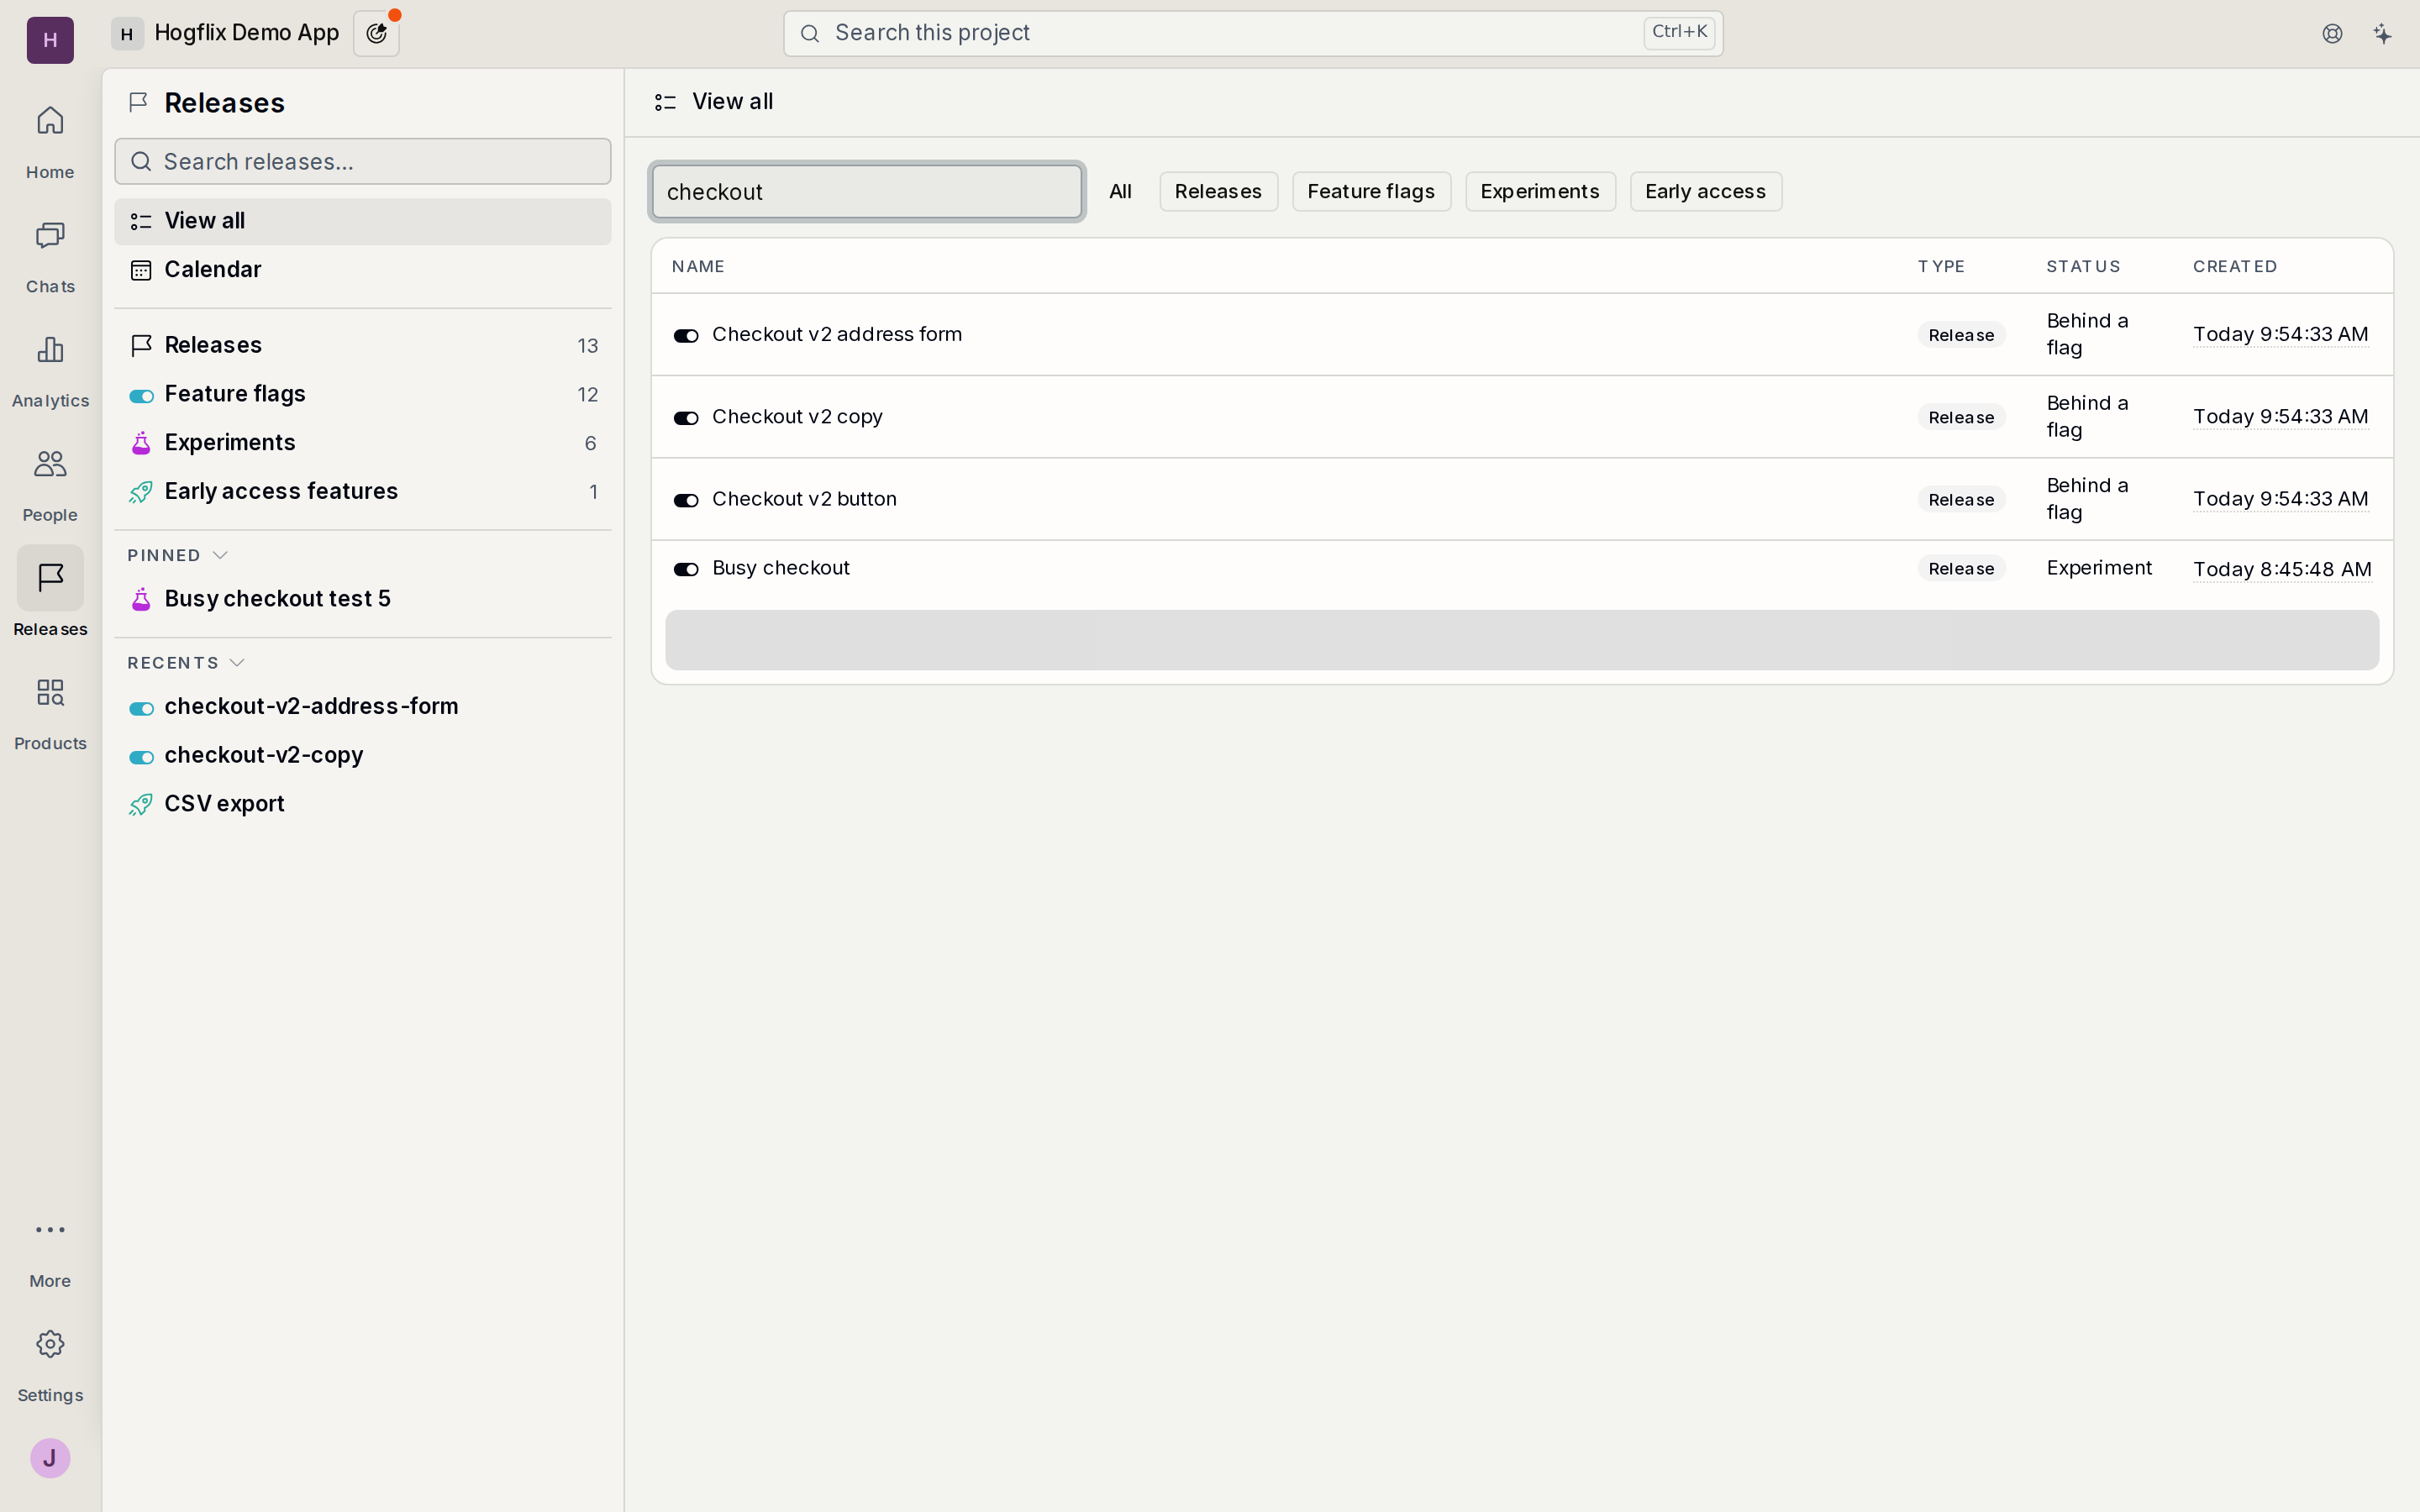 H
H Hogflix Demo App
Search this project
Ctrl+K
Home
Chats
Analytics
People
Releases
Products
More
Settings
J
Releases
Search releases...
View all
Calendar
Releases 13
Feature flags 12
Experiments 6
Early access features 1
PINNED
Busy checkout test 5
RECENTS
checkout-v2-address-form
checkout-v2-copy
CSV export
View all
checkout
All Releases Feature flags Experiments Early access
NAME TYPE STATUS CREATED
Checkout v2 address form Release Behind a flag Today 9:54:33 AM
Checkout v2 copy Release Behind a flag Today 9:54:33 AM
Checkout v2 button Release Behind a flag Today 9:54:33 AM
Busy checkout Release Experiment Today 8:45:48 AM